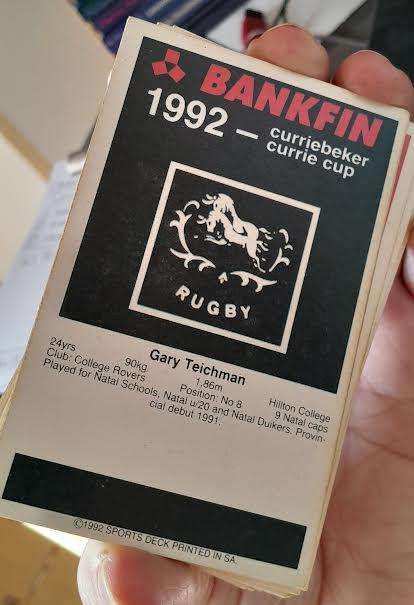 BANKFIN
1992 – curriebeker
currie cup
RUGBY
Gary Teichman
24yrs 90kg 1,86m Hilton College
Club: College Rovers Position: No 8 9 Natal caps
Played for Natal Schools, Natal u/20 and Natal Duikers. Provin-
cial debut 1991.
©1992 SPORTS DECK PRINTED IN SA.